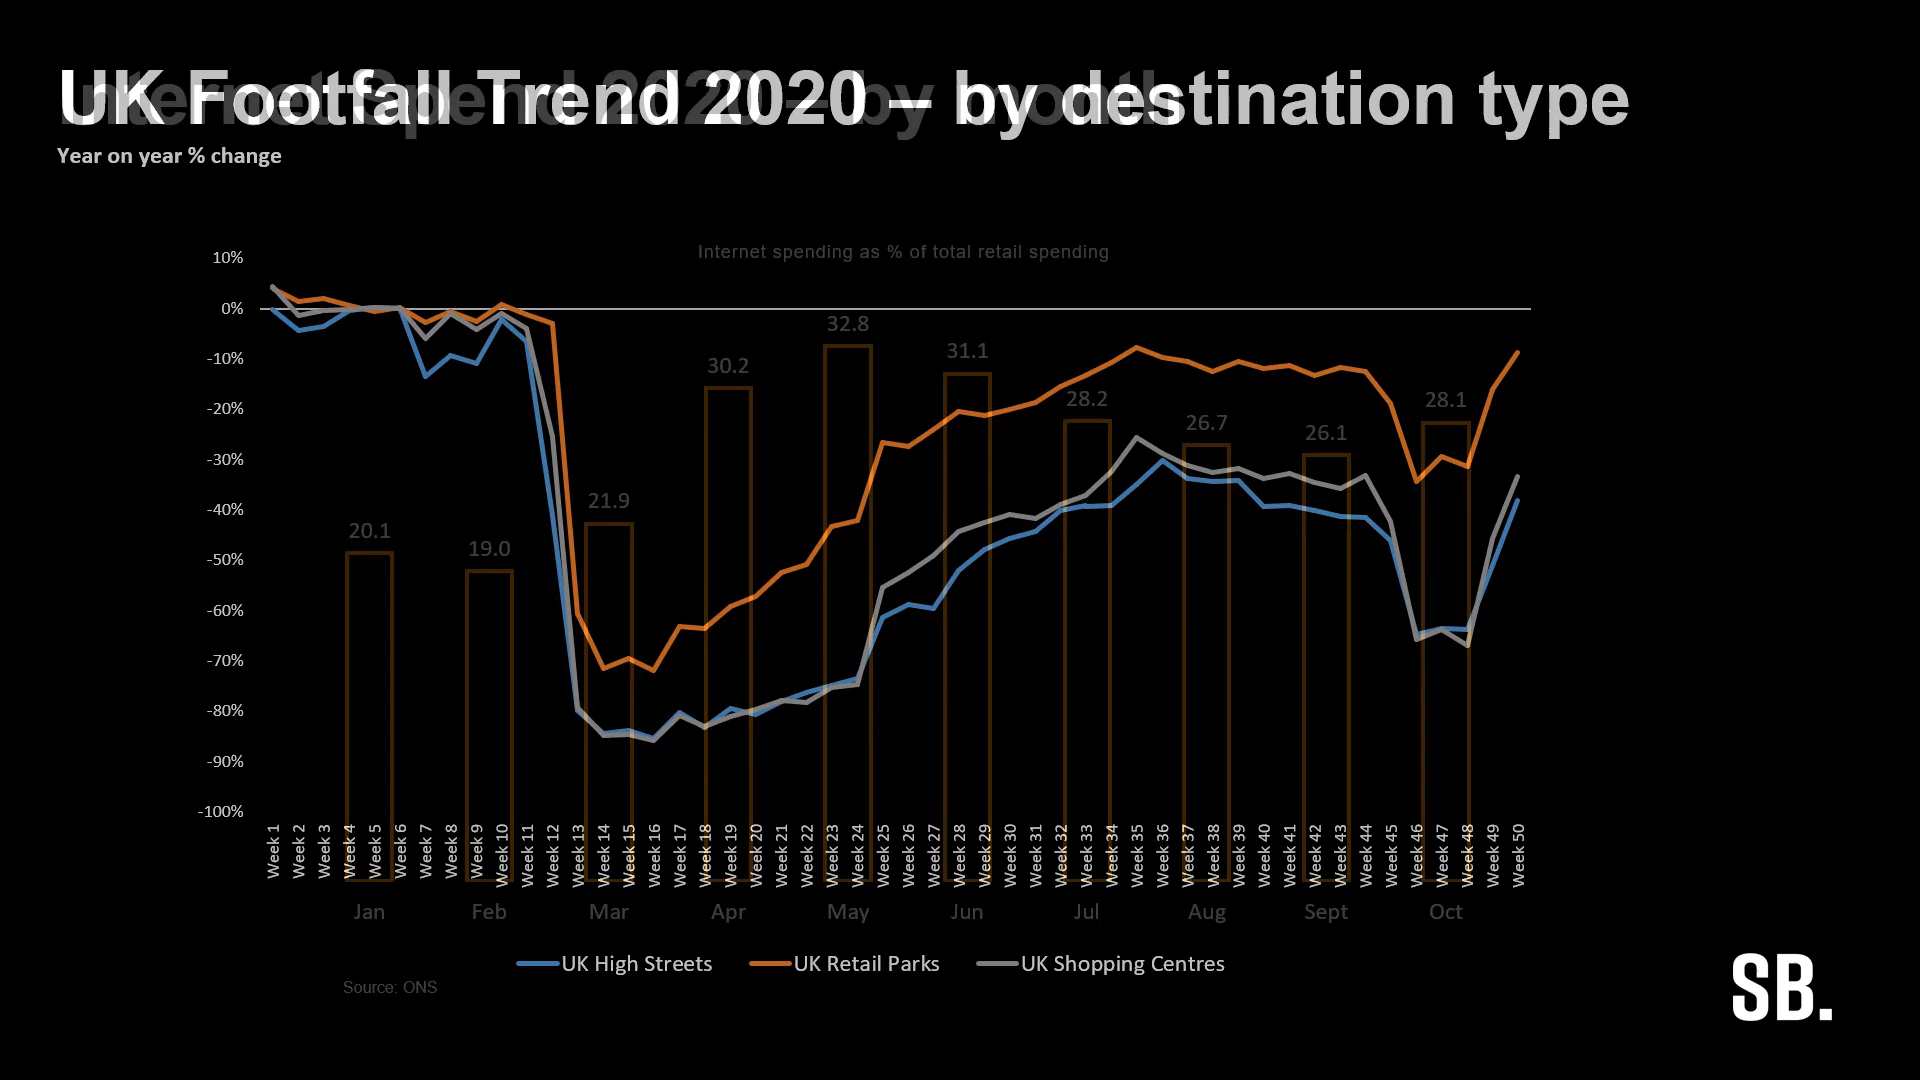 UK Footfall Trend 2020 – by destination type
Internet Spend 2020 – by month
Year on year % change
Internet spending as % of total retail spending
10%
0%
-10%
-20%
-30%
-40%
-50%
-60%
-70%
-80%
-90%
-100%
20.1
19.0
21.9
30.2
32.8
31.1
28.2
26.7
26.1
28.1
Week 1
Week 2
Week 3
Week 4
Week 5
Week 6
Week 7
Week 8
Week 9
Week 10
Week 11
Week 12
Week 13
Week 14
Week 15
Week 16
Week 17
Week 18
Week 19
Week 20
Week 21
Week 22
Week 23
Week 24
Week 25
Week 26
Week 27
Week 28
Week 29
Week 30
Week 31
Week 32
Week 33
Week 34
Week 35
Week 36
Week 37
Week 38
Week 39
Week 40
Week 41
Week 42
Week 43
Week 44
Week 45
Week 46
Week 47
Week 48
Week 49
Week 50
Jan Feb Mar Apr May Jun Jul Aug Sept Oct
UK High Streets UK Retail Parks UK Shopping Centres
Source: ONS
SB.